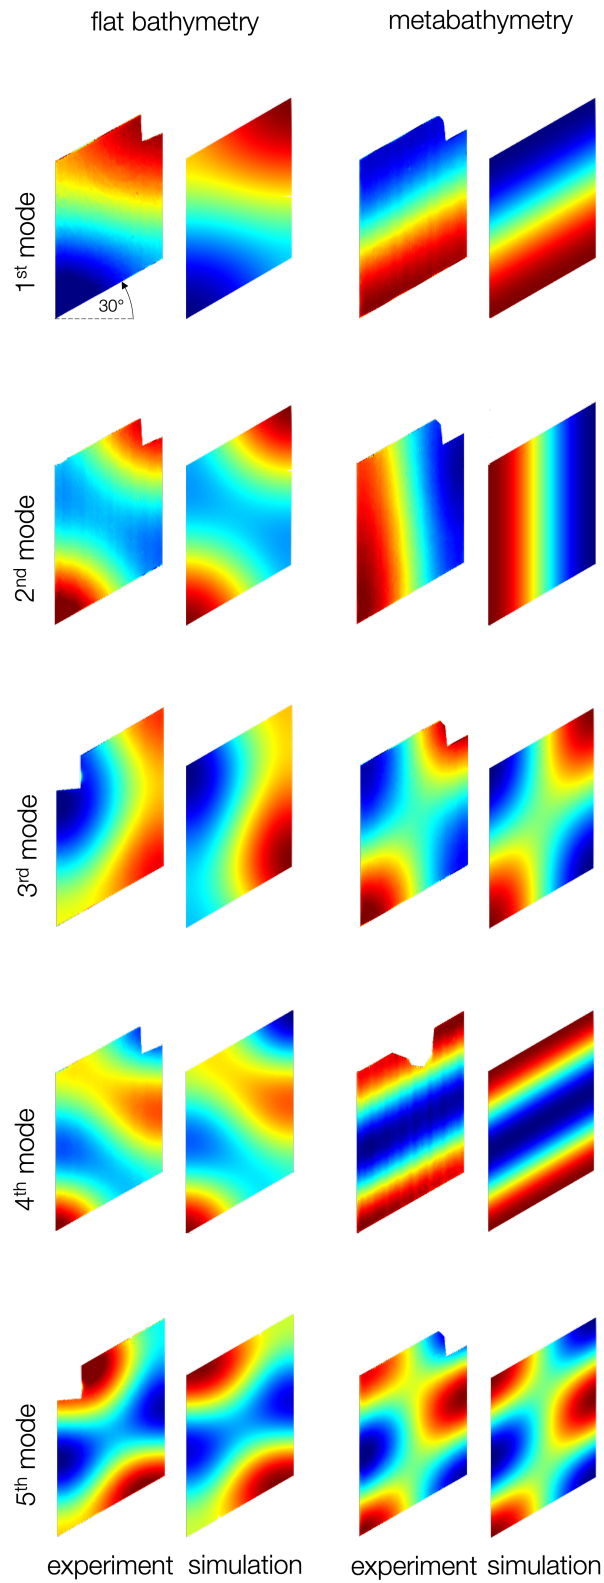 flat bathymetry metabathymetry
1st mode
30°
2nd mode
3rd mode
4th mode
5th mode
experiment simulation experiment simulation